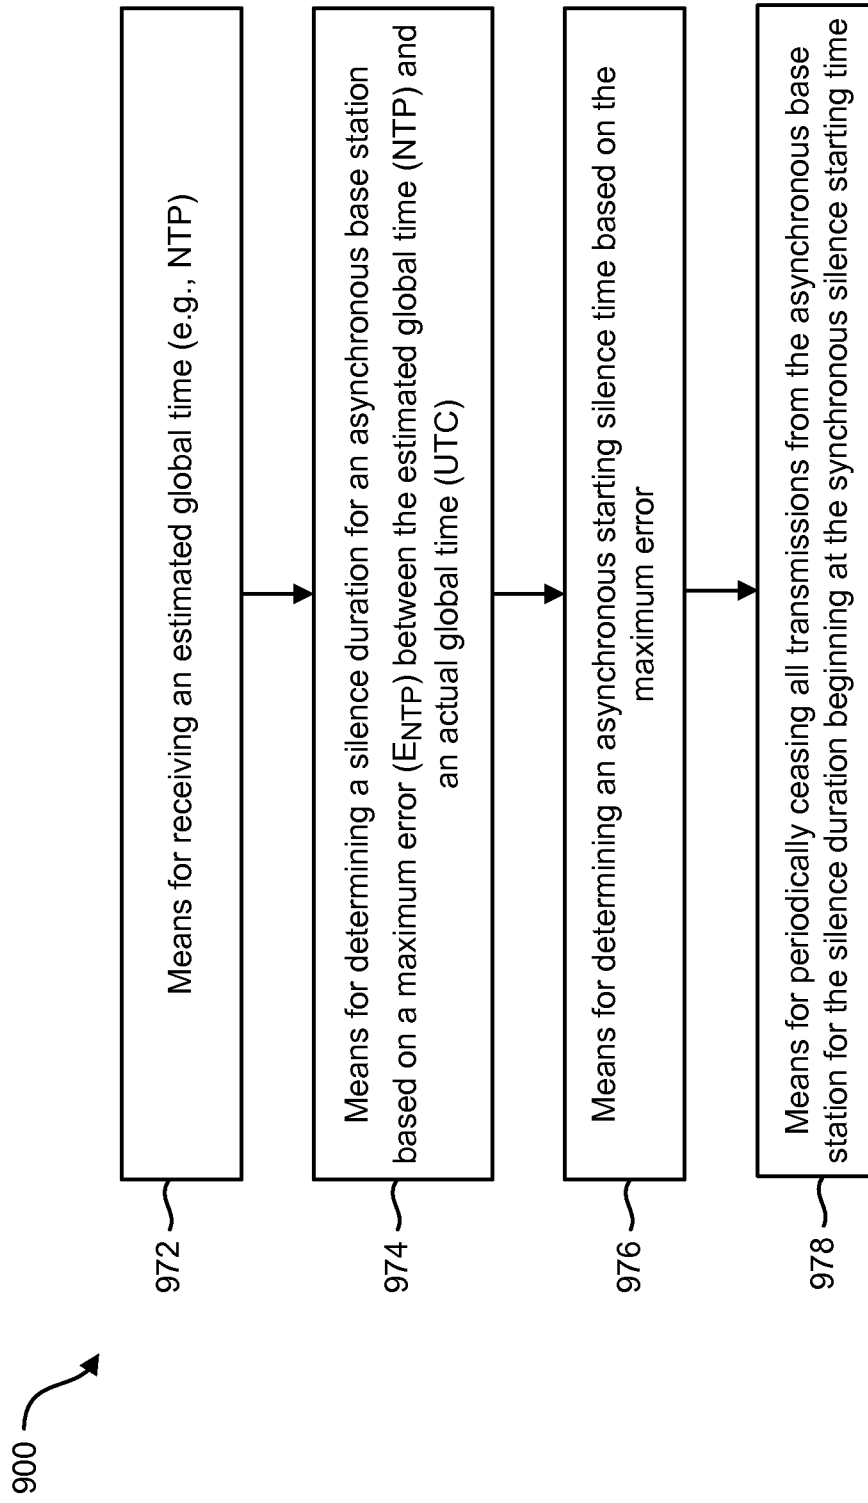 900
972
Means for receiving an estimated global time (e.g., NTP)
974
Means for determining a silence duration for an asynchronous base station
based on a maximum error (ENTP) between the estimated global time (NTP) and
an actual global time (UTC)
976
Means for determining an asynchronous starting silence time based on the
maximum error
978
Means for periodically ceasing all transmissions from the asynchronous base
station for the silence duration beginning at the synchronous silence starting time